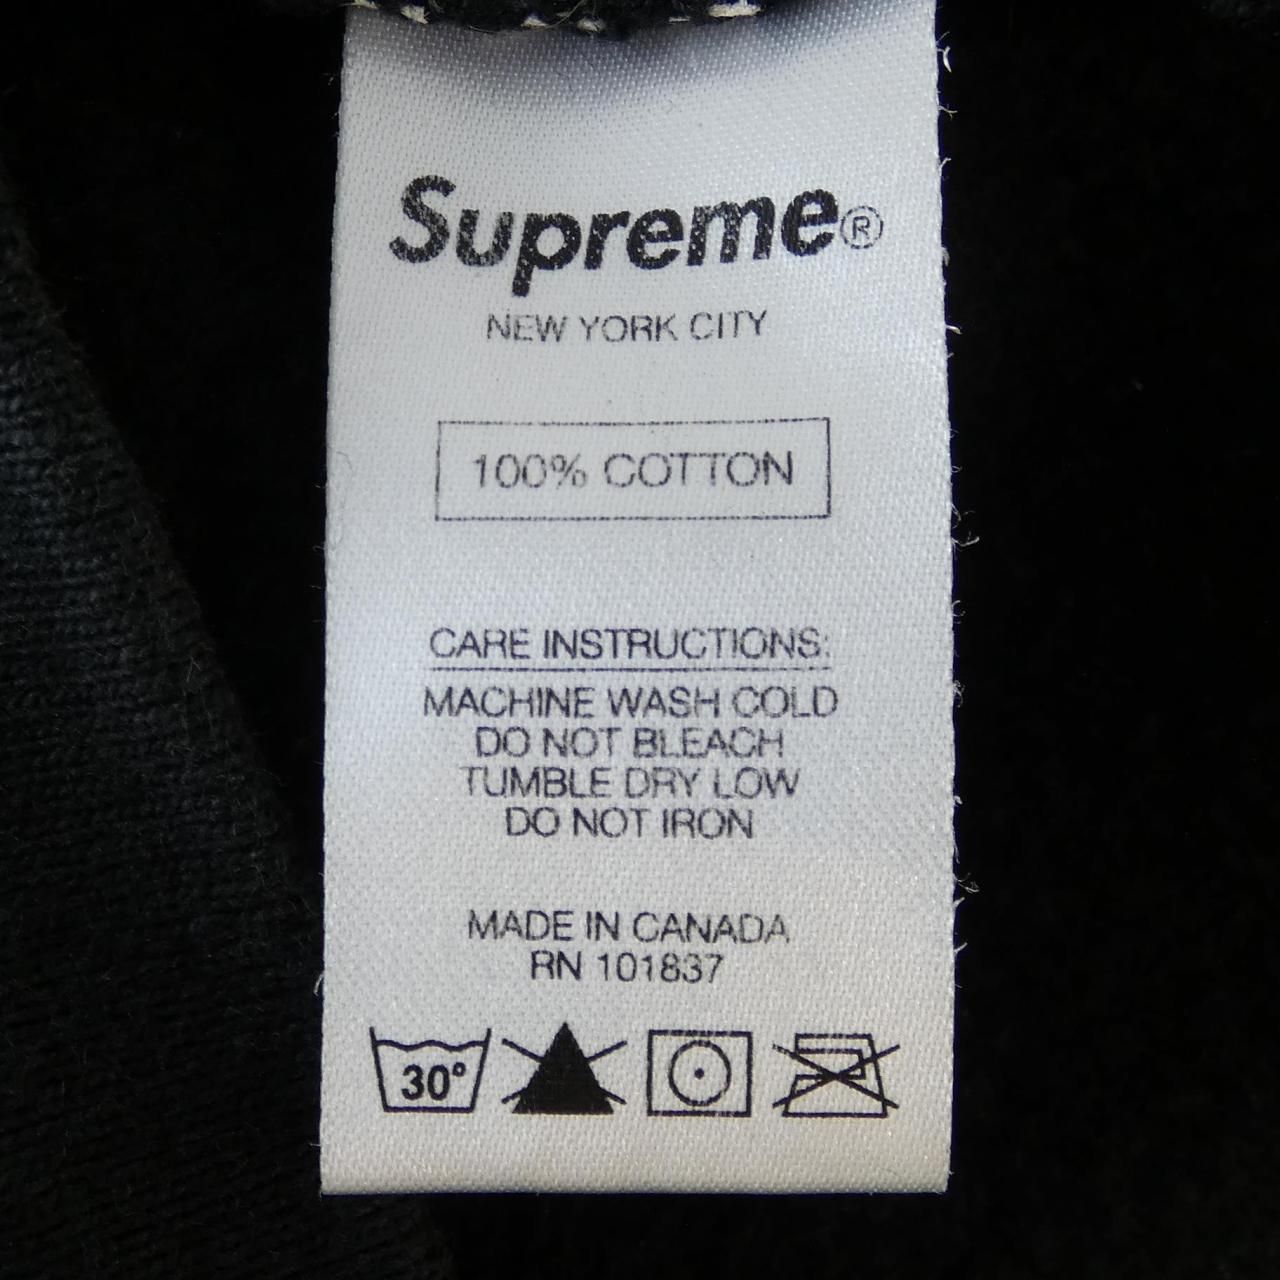 Supreme®
NEW YORK CITY
100% COTTON
CARE INSTRUCTIONS:
MACHINE WASH COLD
DO NOT BLEACH
TUMBLE DRY LOW
DO NOT IRON
MADE IN CANADA
RN 101837
30°